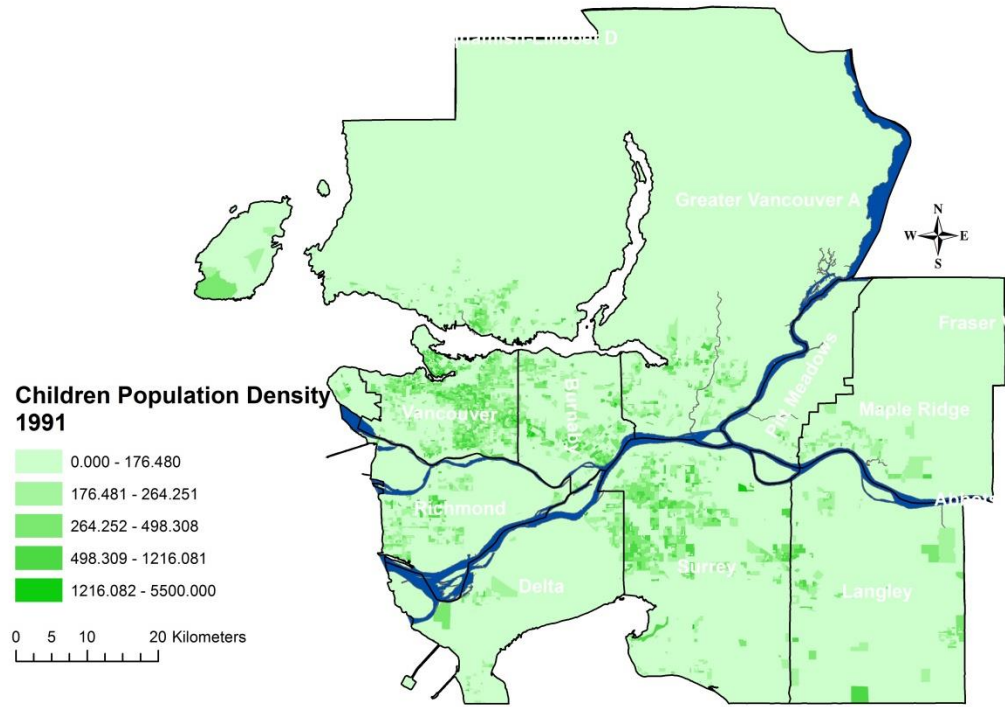 Greater Vancouver A
N
W E
S
Fraser
Children Population Density
1991
Vancouver
Burnaby
Pitt Meadows
Maple Ridge
0.000 - 176.480
176.481 - 264.251
264.252 - 498.308
498.309 - 1216.081
1216.082 - 5500.000
Richmond
Delta
Surrey
Langley
0 5 10 20 Kilometers